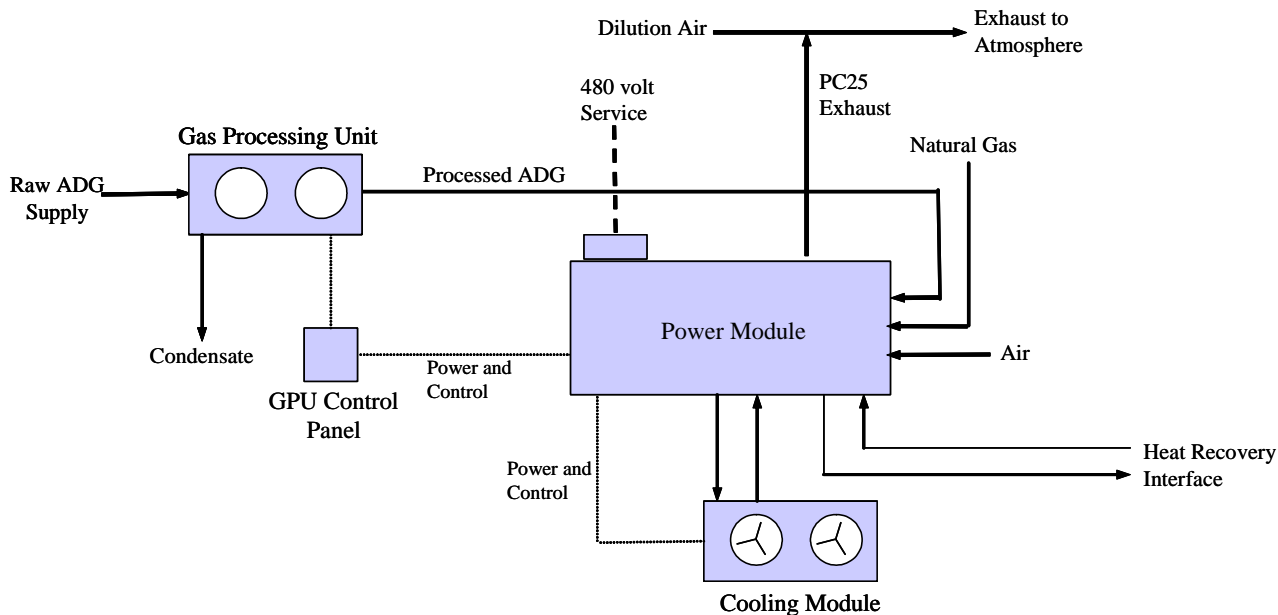 Dilution Air
Exhaust to
Atmosphere
480 volt
Service
PC25
Exhaust
Gas Processing Unit
Natural Gas
Raw ADG
Supply
Processed ADG
Power Module
Condensate
Air
Power and
Control
GPU Control
Panel
Heat Recovery
Interface
Power and
Control
Cooling Module